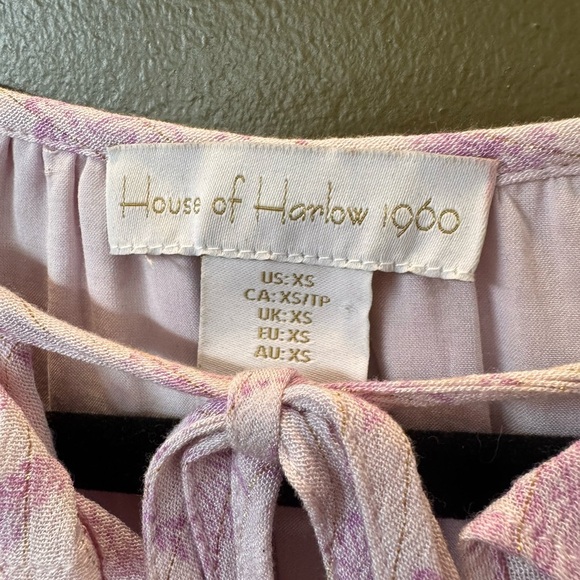 House of Harlow 1960
US: XS
CA: XS/TP
UK: XS
EU: XS
AU: XS